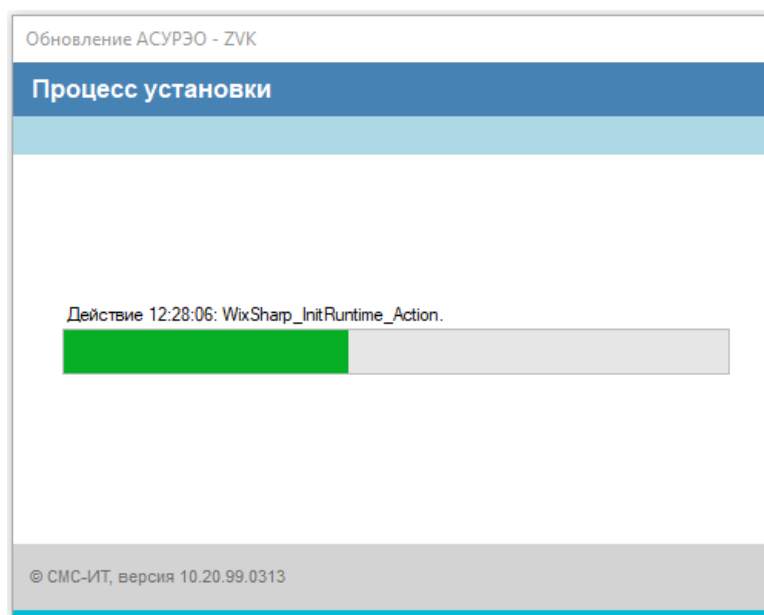 Обновление АСУРЭО - ZVK
Процесс установки
Действие 12:28:06: WixSharp_InitRuntime_Action.
© СМС-ИТ, версия 10.20.99.0313